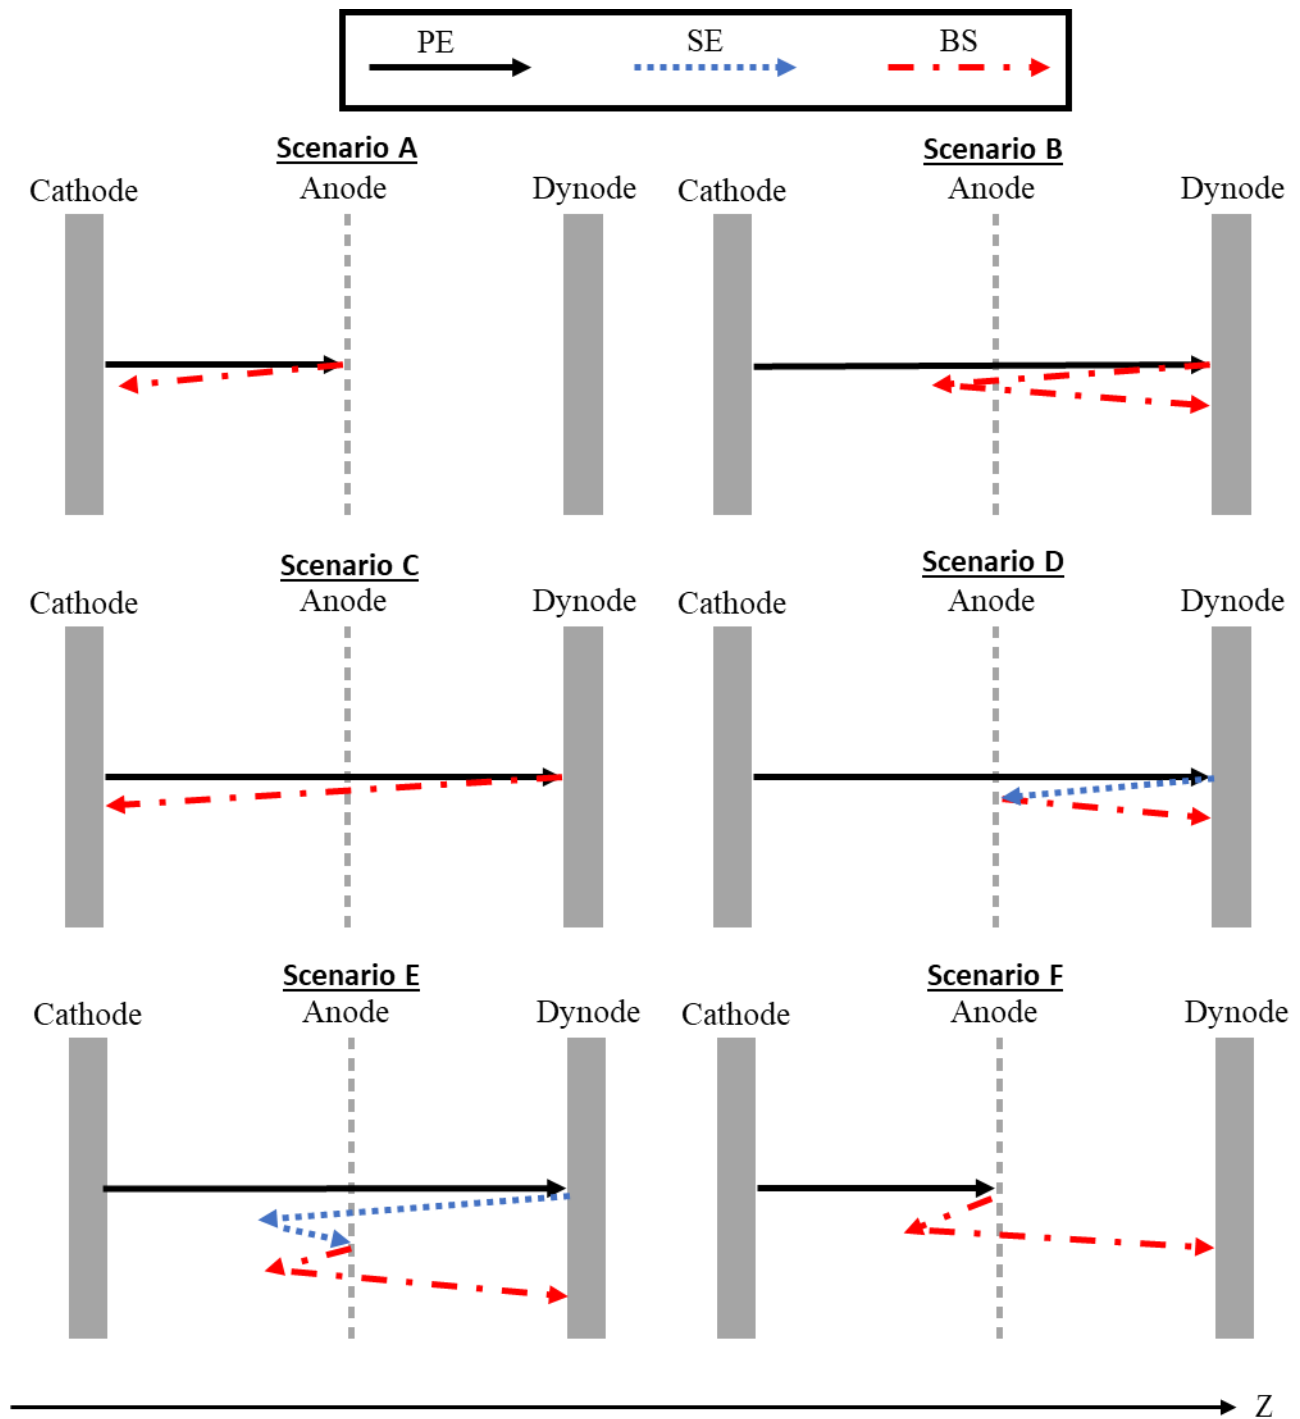 PE SE BS
Scenario A Scenario B
Cathode Anode Dynode Cathode Anode Dynode
Scenario C Scenario D
Cathode Anode Dynode Cathode Anode Dynode
Scenario E Scenario F
Cathode Anode Dynode Cathode Anode Dynode
Z